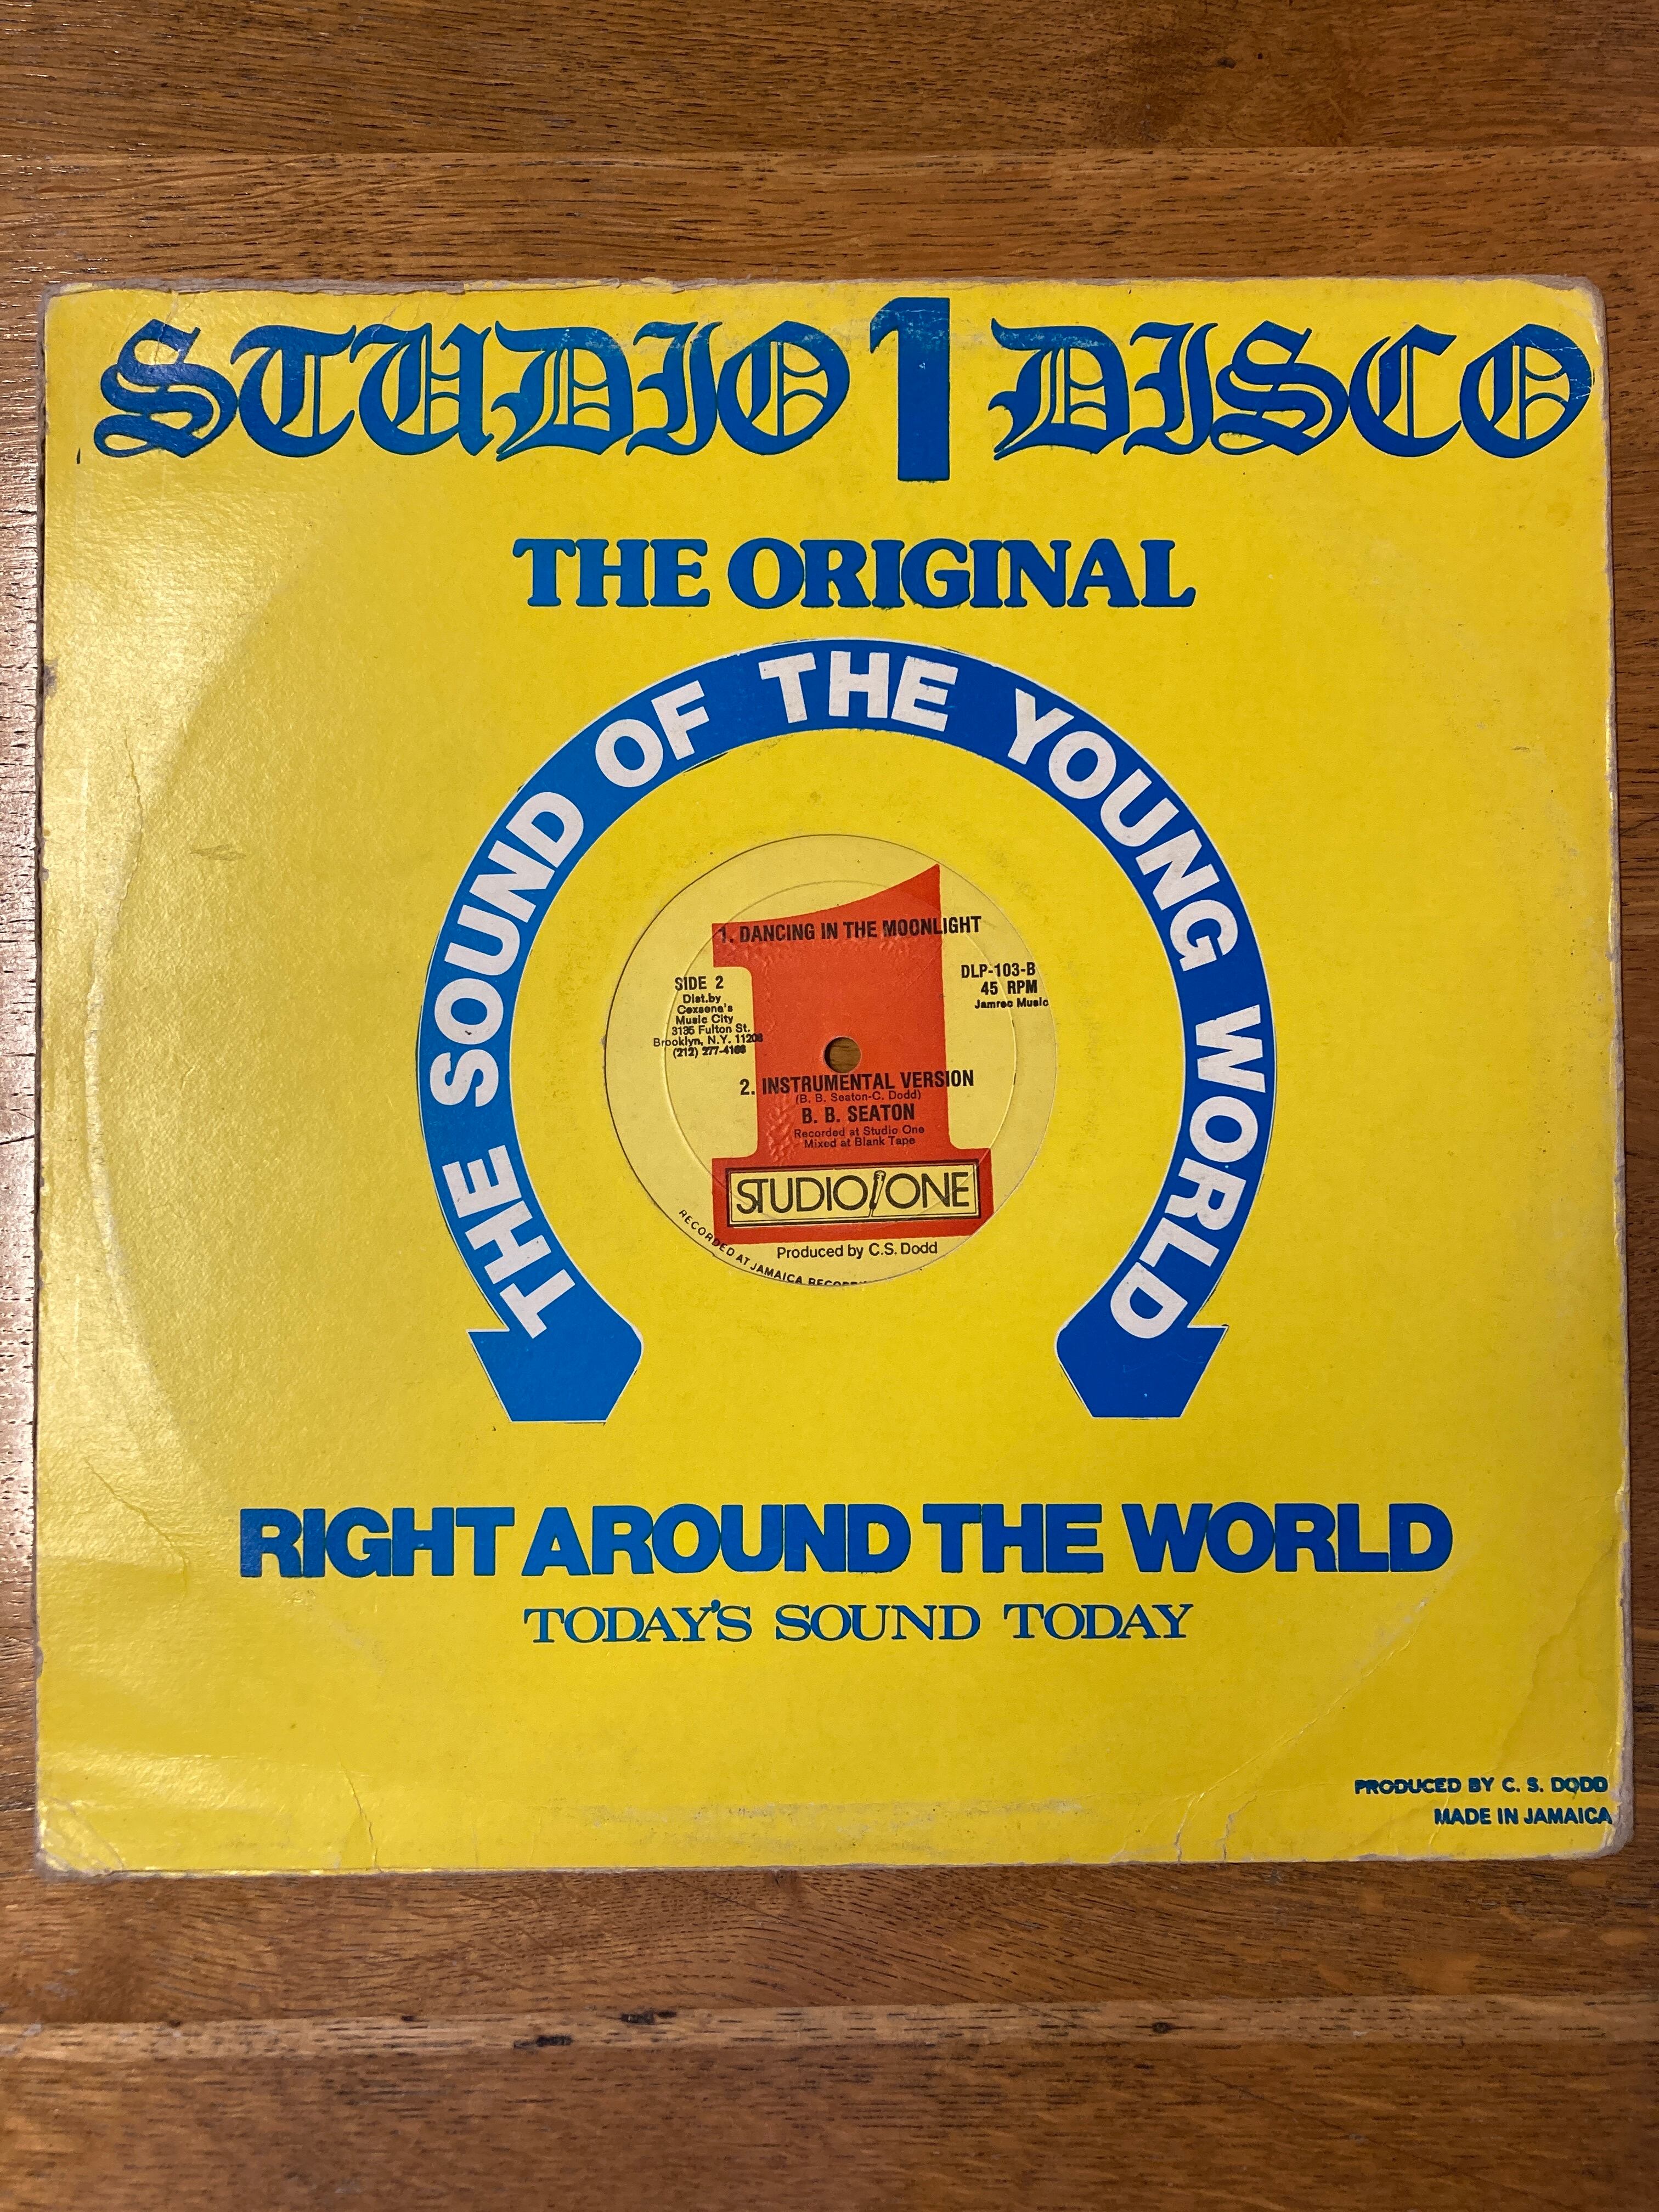 STUDIO 1 DISCO
THE ORIGINAL
THE SOUND OF THE YOUNG WORLD
1. DANCING IN THE MOONLIGHT
SIDE 2
Dist.by
Coxsone's
Music City
3135 Fulton St.
Brooklyn, N.Y. 11208
(212) 277-4166
DLP-103-B
45 RPM
Jamrec Music
2. INSTRUMENTAL VERSION
(B. B. Seaton-C. Dodd)
B. B. SEATON
Recorded at Studio One
Mixed at Blank Tape
STUDIO ONE
Produced by C.S. Dodd
RECORDED AT JAMAICA
RIGHT AROUND THE WORLD
TODAY'S SOUND TODAY
PRODUCED BY C. S. DODD
MADE IN JAMAICA